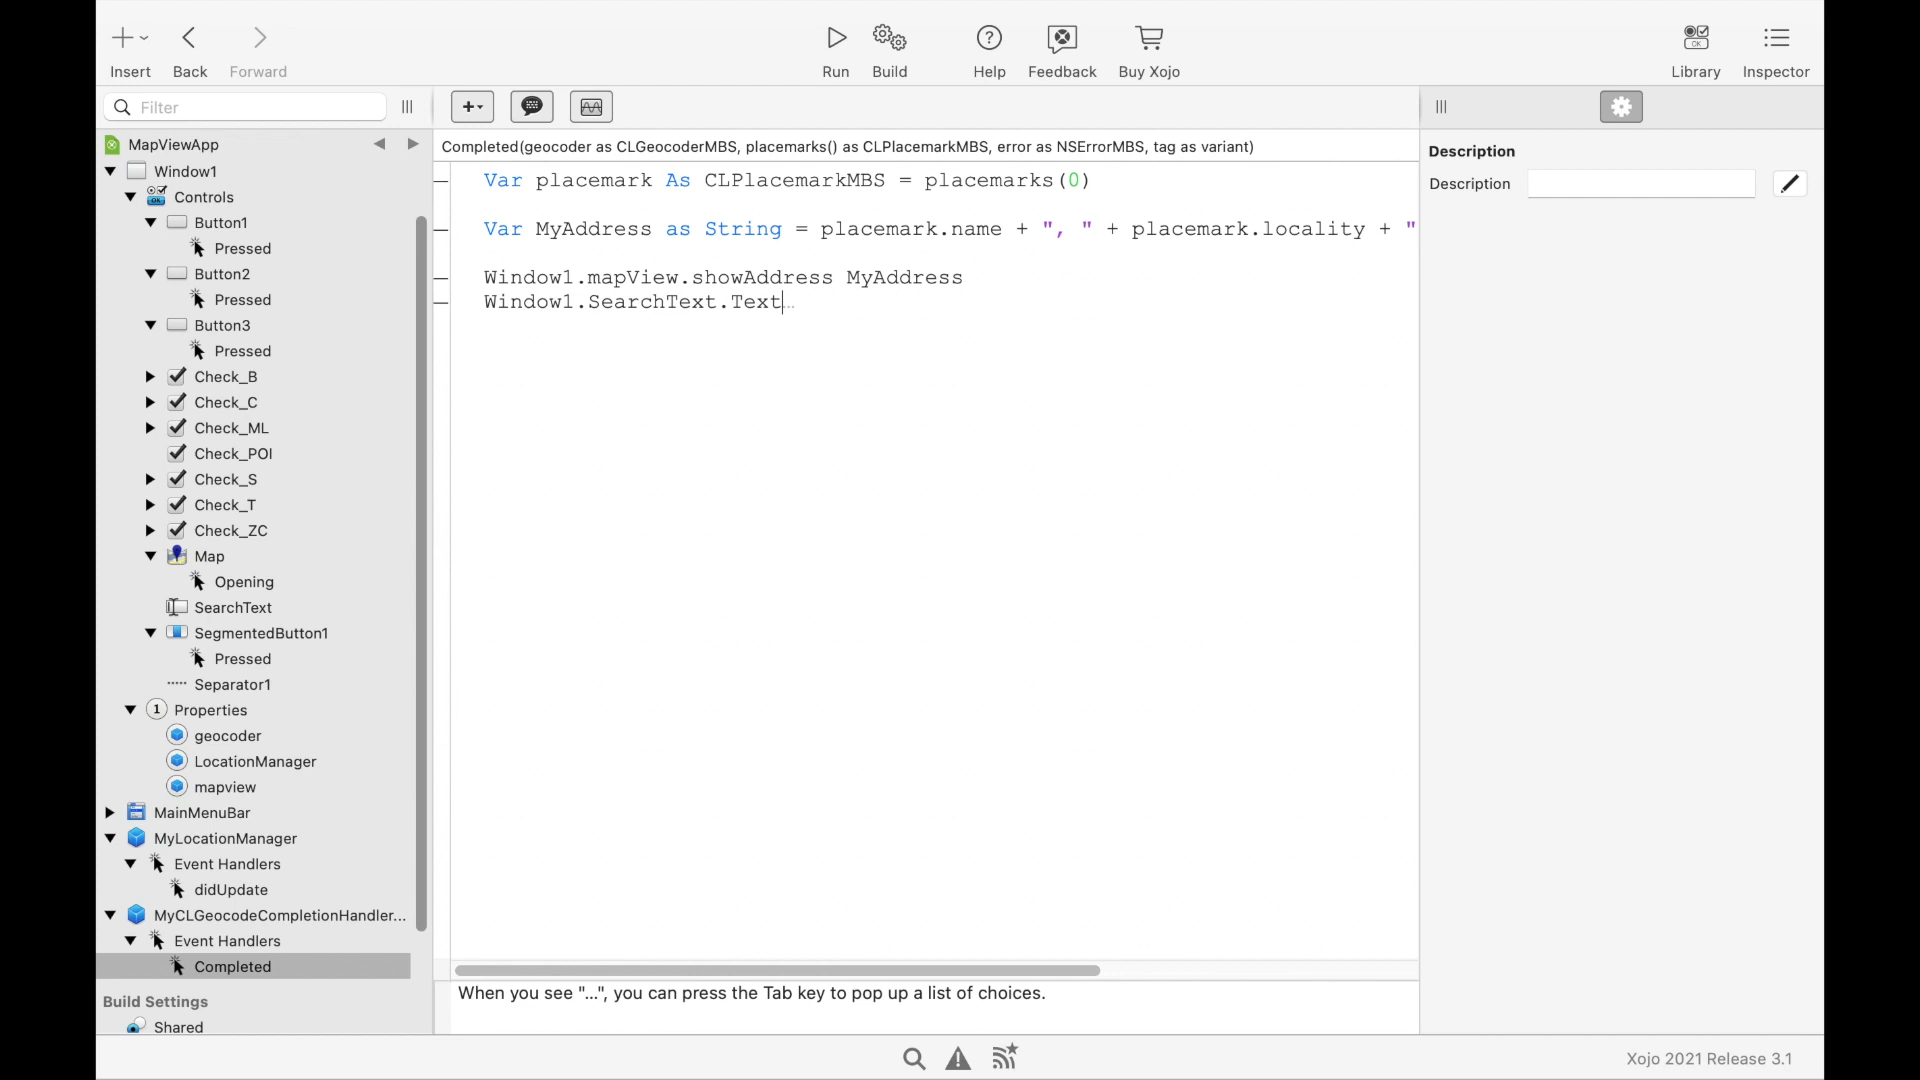 Insert Back Forward Run Build Help Feedback Buy Xojo Library Inspector
Filter
MapViewApp
Window1
Controls
Button1
Pressed
Button2
Pressed
Button3
Pressed
Check_B
Check_C
Check_ML
Check_POI
Check_S
Check_T
Check_ZC
Map
Opening
SearchText
SegmentedButton1
Pressed
Separator1
Properties
geocoder
LocationManager
mapview
MainMenuBar
MyLocationManager
Event Handlers
didUpdate
MyCLGeocodeCompletionHandler...
Event Handlers
Completed
Build Settings
Shared
Completed(geocoder as CLGeocoderMBS, placemarks() as CLPlacemarkMBS, error as NSErrorMBS, tag as variant)
Var placemark As CLPlacemarkMBS = placemarks(0)
Var MyAddress as String = placemark.name + ", " + placemark.locality + "
Window1.mapView.showAddress MyAddress
Window1.SearchText.Text...
When you see "...", you can press the Tab key to pop up a list of choices.
Description
Description
Xojo 2021 Release 3.1